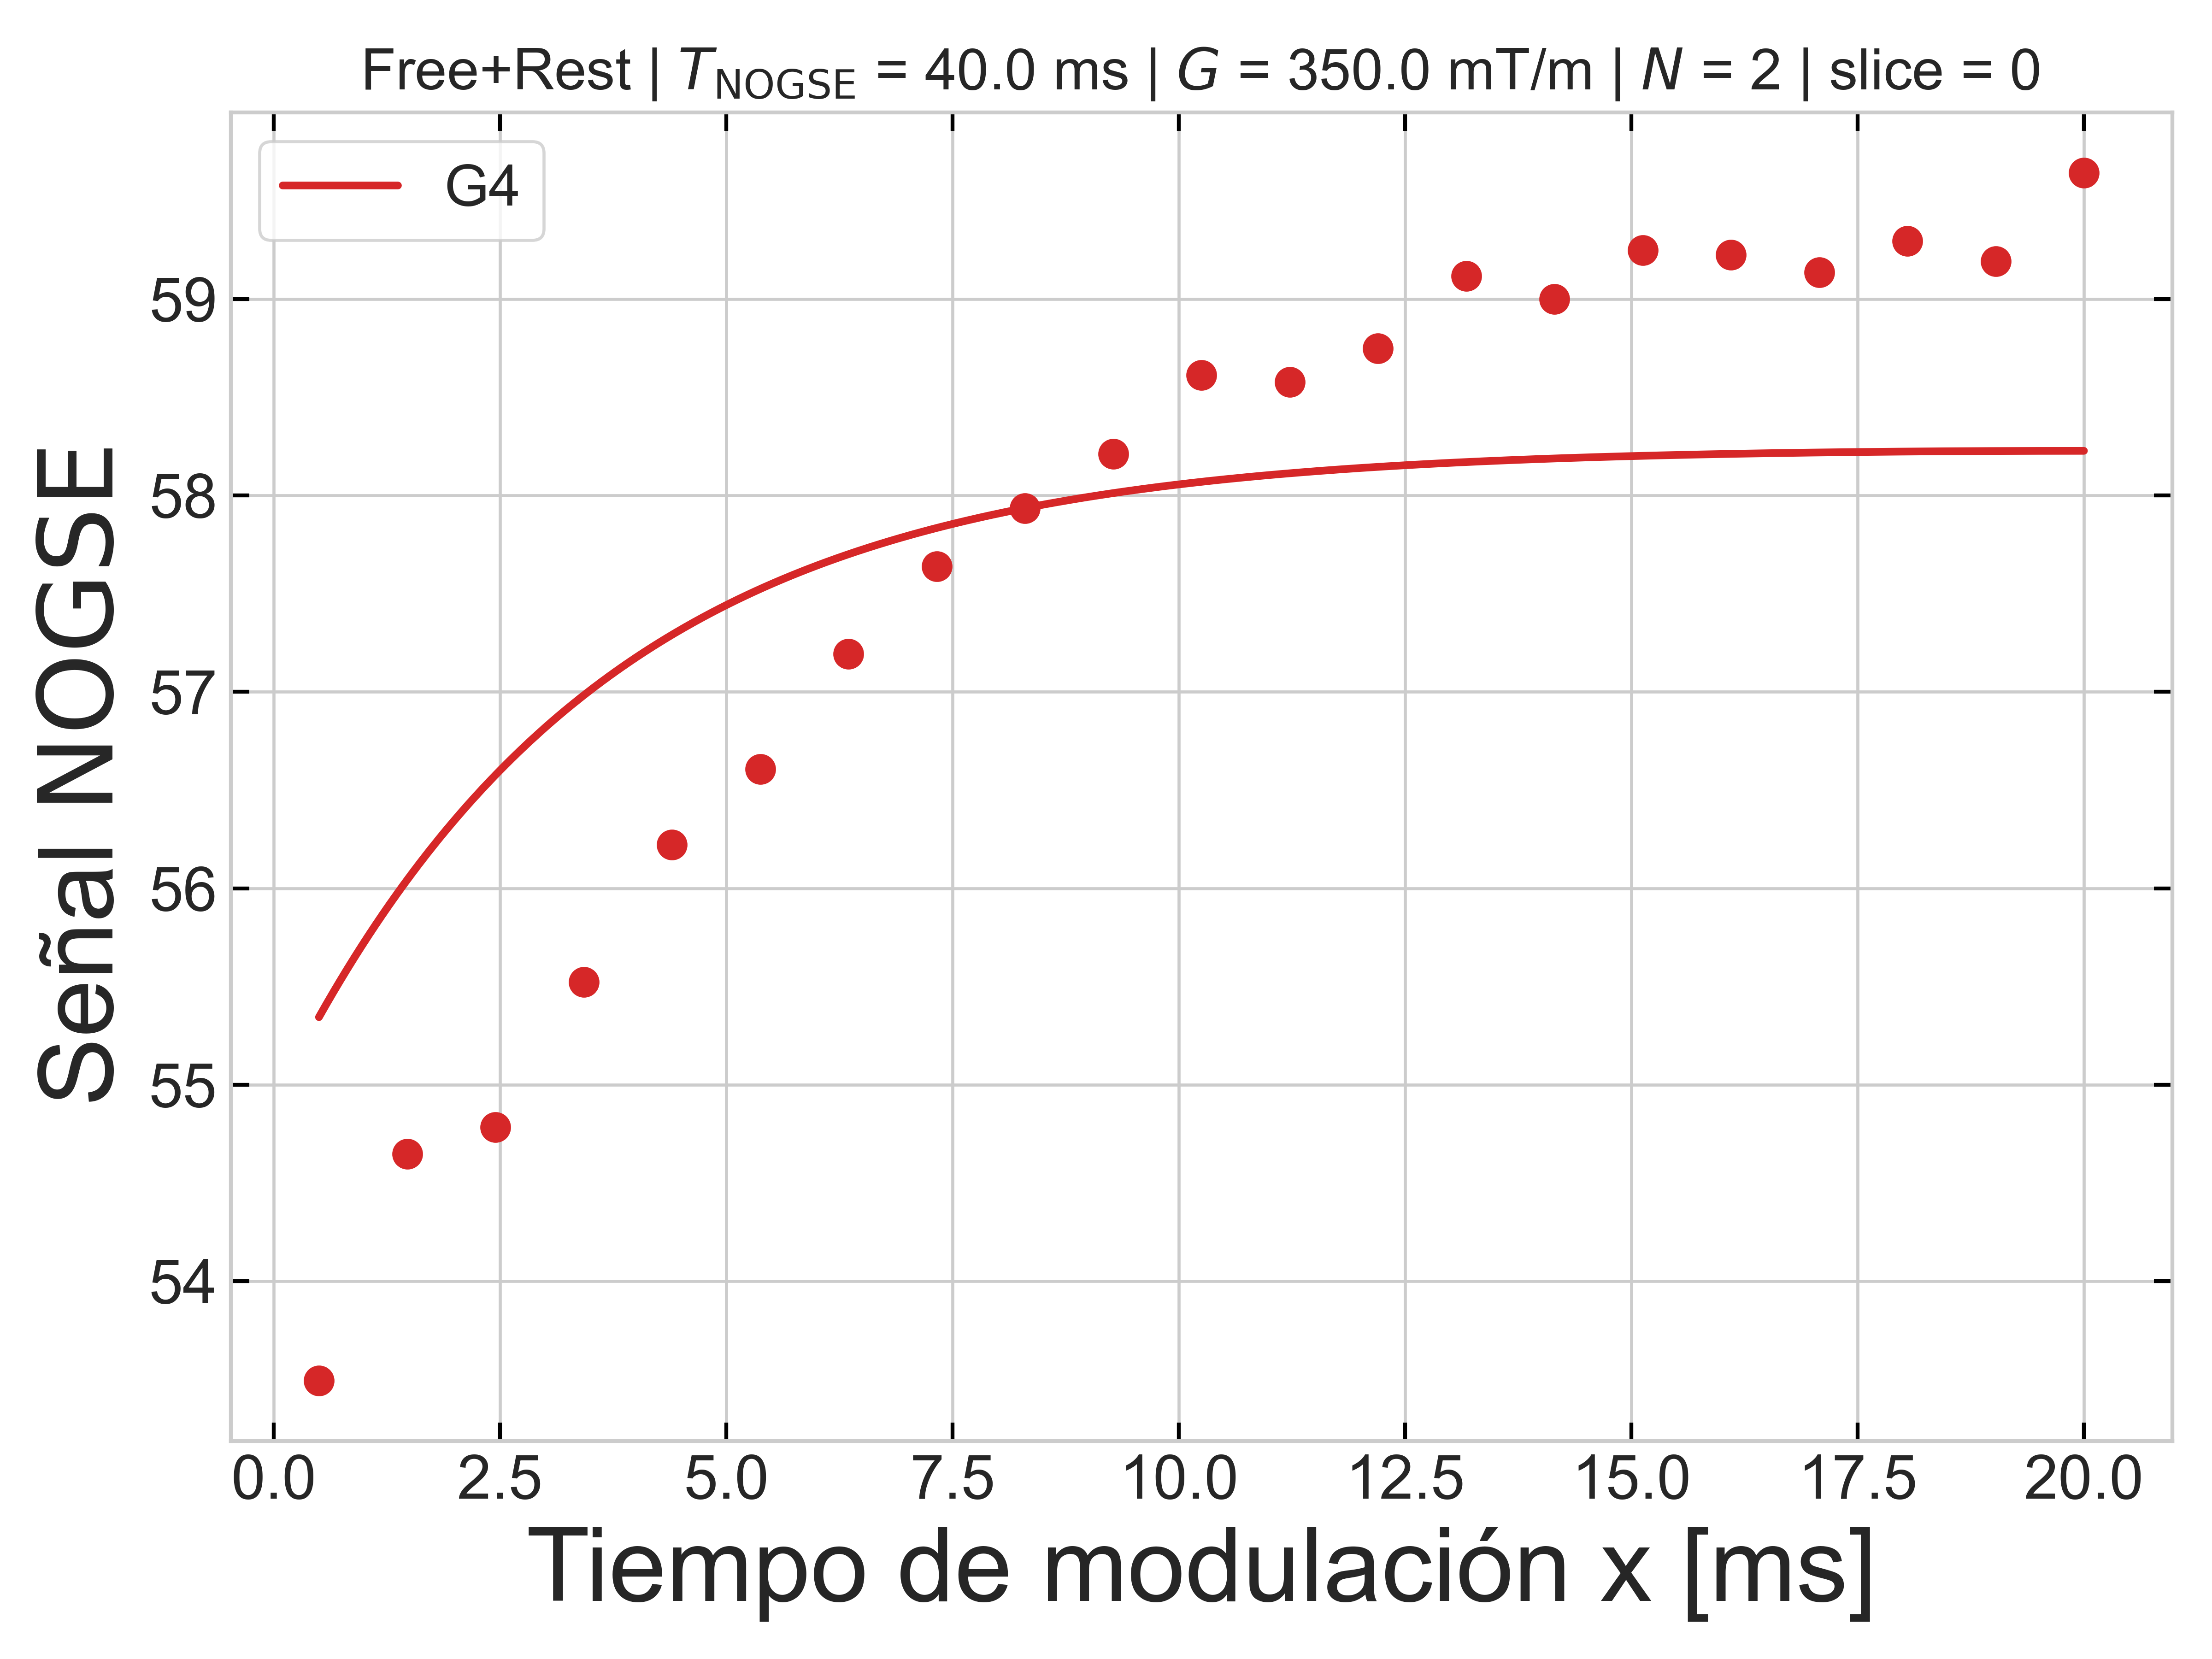 Free+Rest | T_NOGSE = 40.0 ms | G = 350.0 mT/m | N = 2 | slice = 0
G4
Señal NOGSE
59
58
57
56
55
54
0.0 2.5 5.0 7.5 10.0 12.5 15.0 17.5 20.0
Tiempo de modulación x [ms]